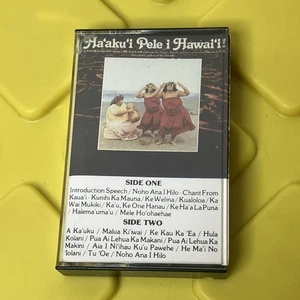 Ha'aku'i Pele i Hawai'i!
SIDE ONE
Introduction Speech / Noho Ana I Hilo · Chant From
Kaua'i · Kunihi Ka Mauna / Ke Welina / Kualoloa / Ka
Wai Mukiki / Ka'u, Ke One Hanau / Ke Ha'a La Puna
/ Halema'uma'u / Mele Ho'ohaehae
SIDE TWO
A Ka'uku / Malua Ki'wai / Ke Kau Ka 'Ea / Hula
Kolani / Pua Ai Lehua Ka Makani / Pua Ai Lehua Ka
Makini / Aia I Ni'ihau Ku'u Pawehe / He Ma'i No
Iolani / Tu 'Oe / Noho Ana I Hilo